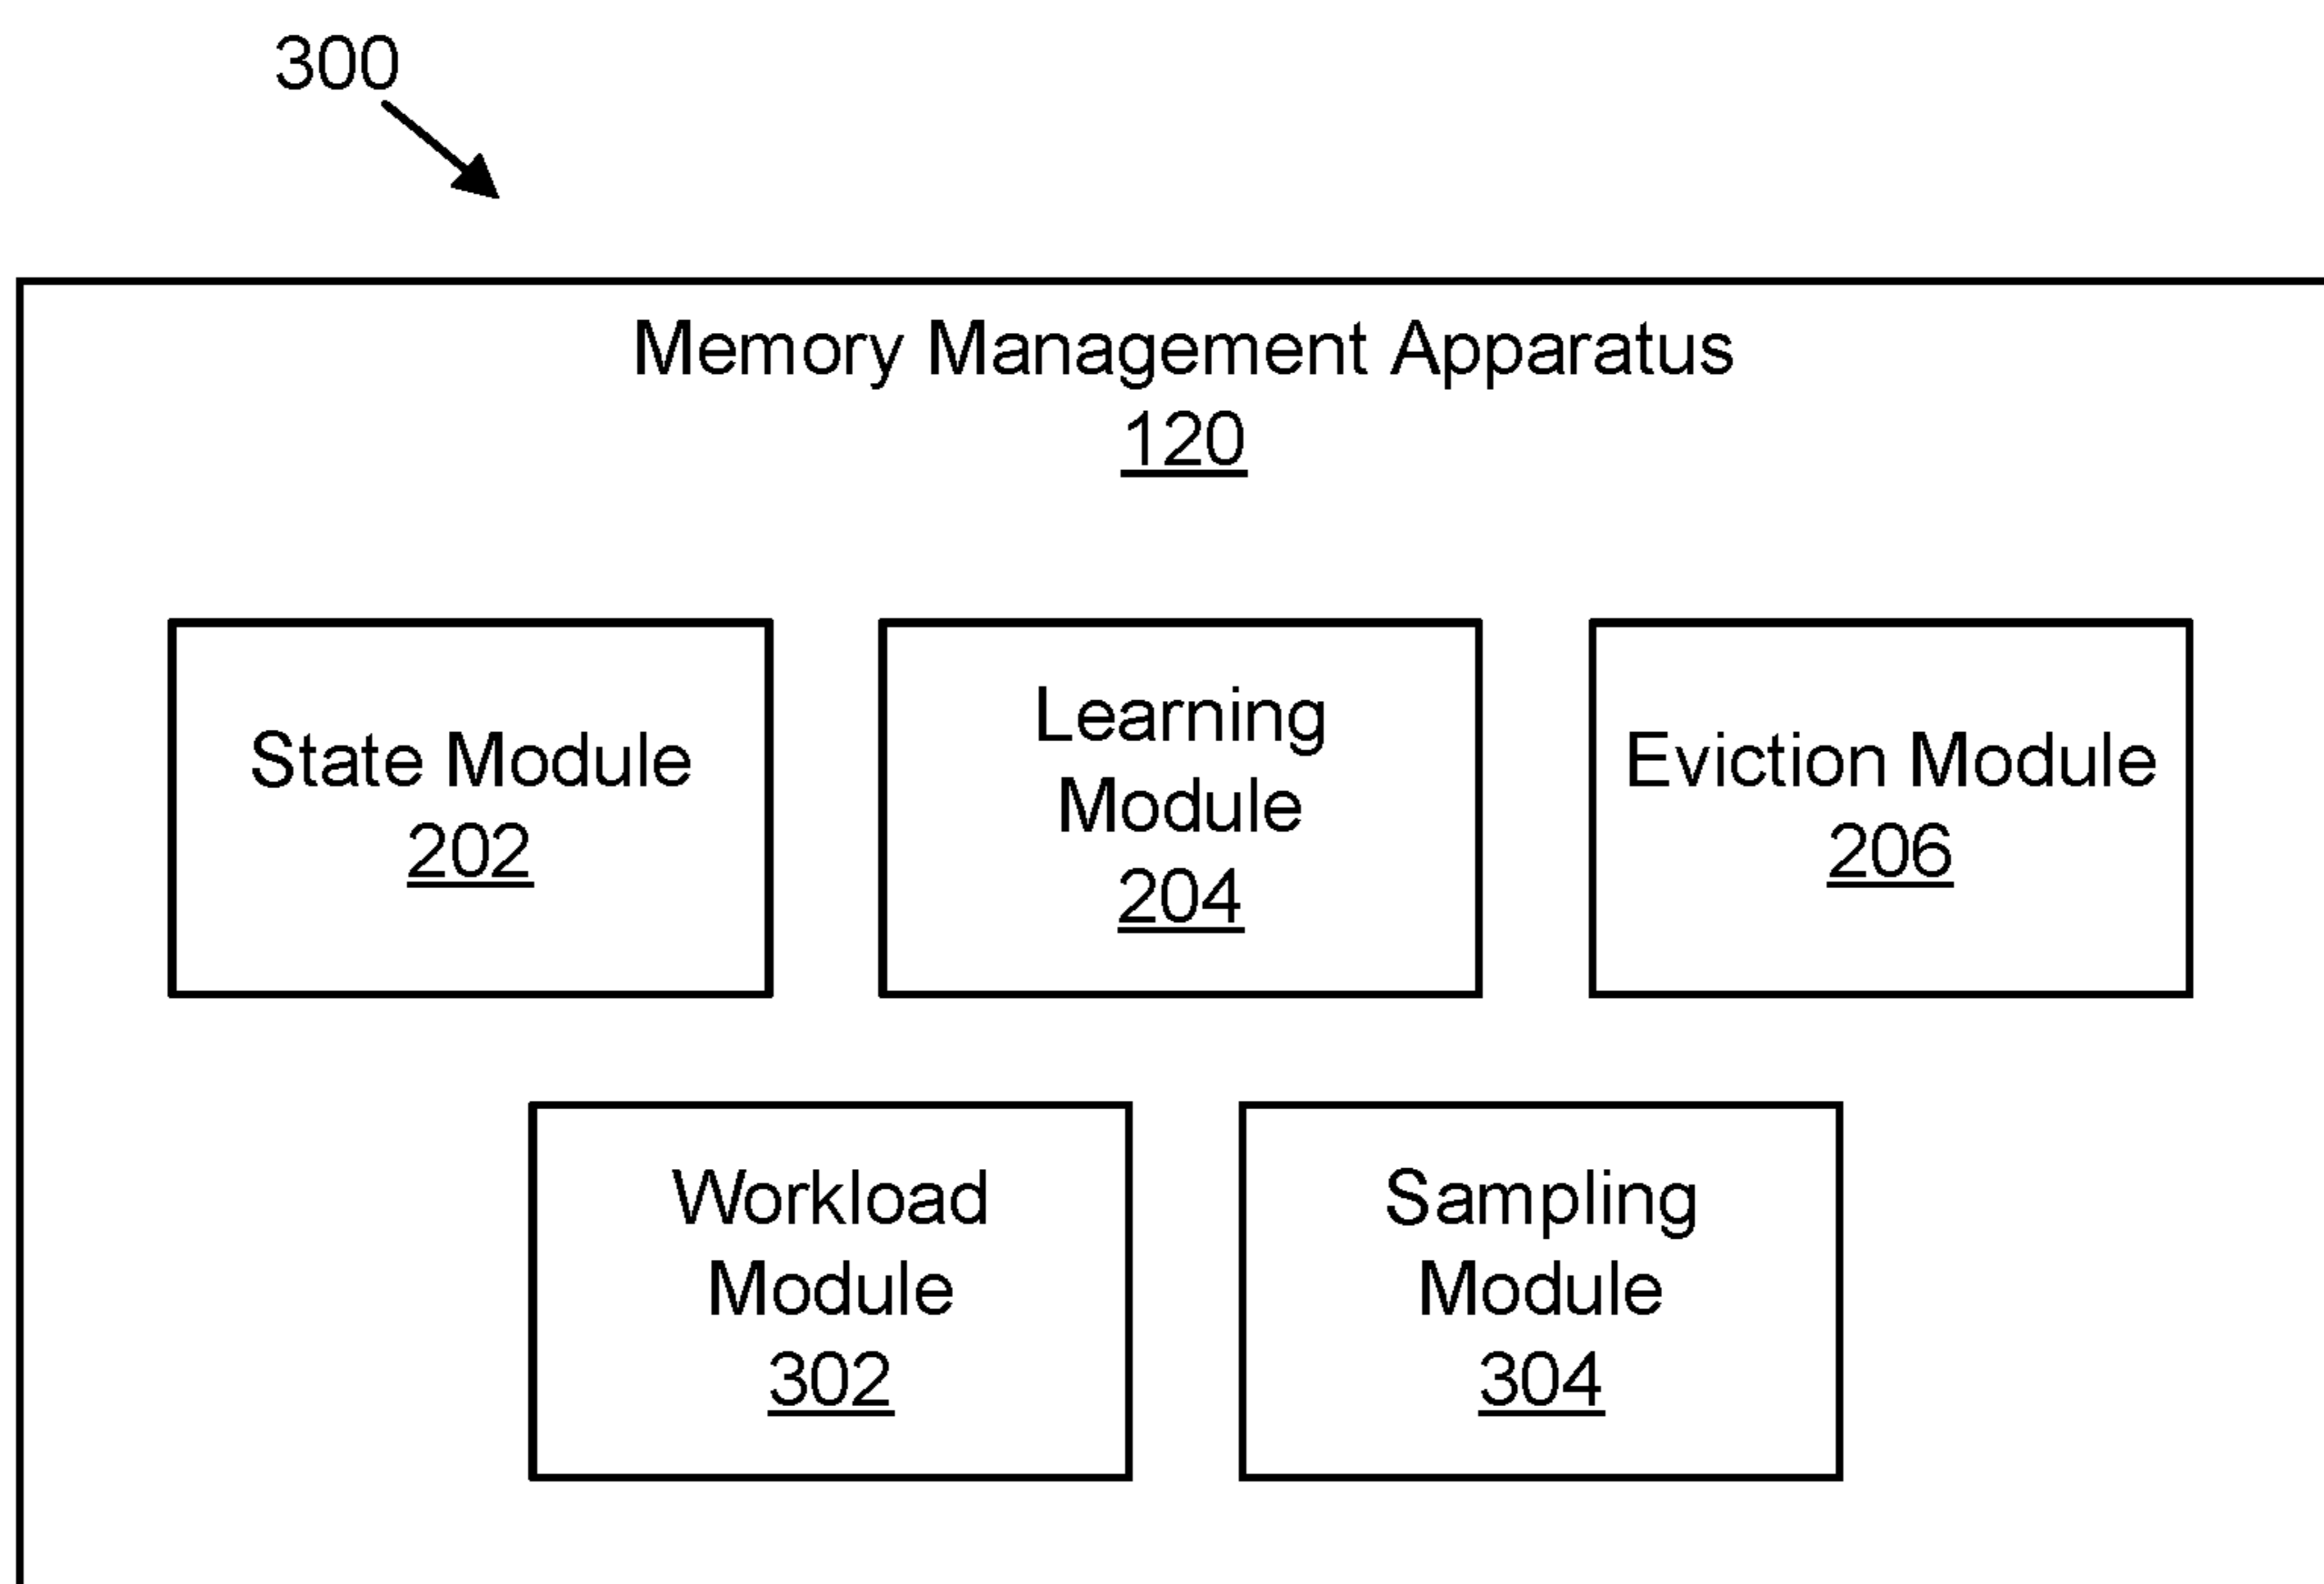 300
Memory Management Apparatus
120
State Module
202
Learning
Module
204
Eviction Module
206
Workload
Module
302
Sampling
Module
304